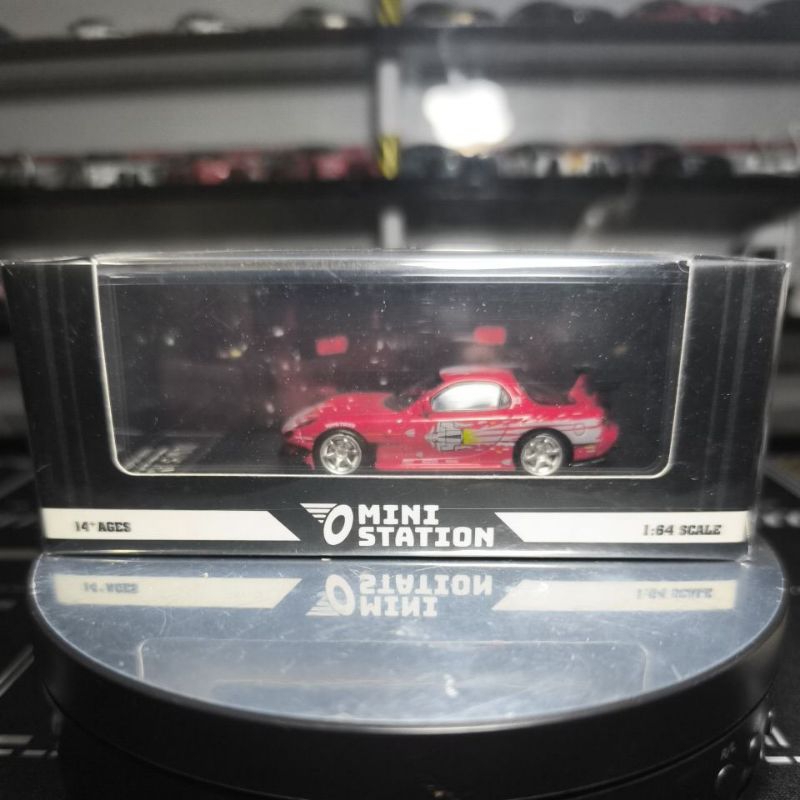 14+ AGES
MINI
STATION
1:64 SCALE